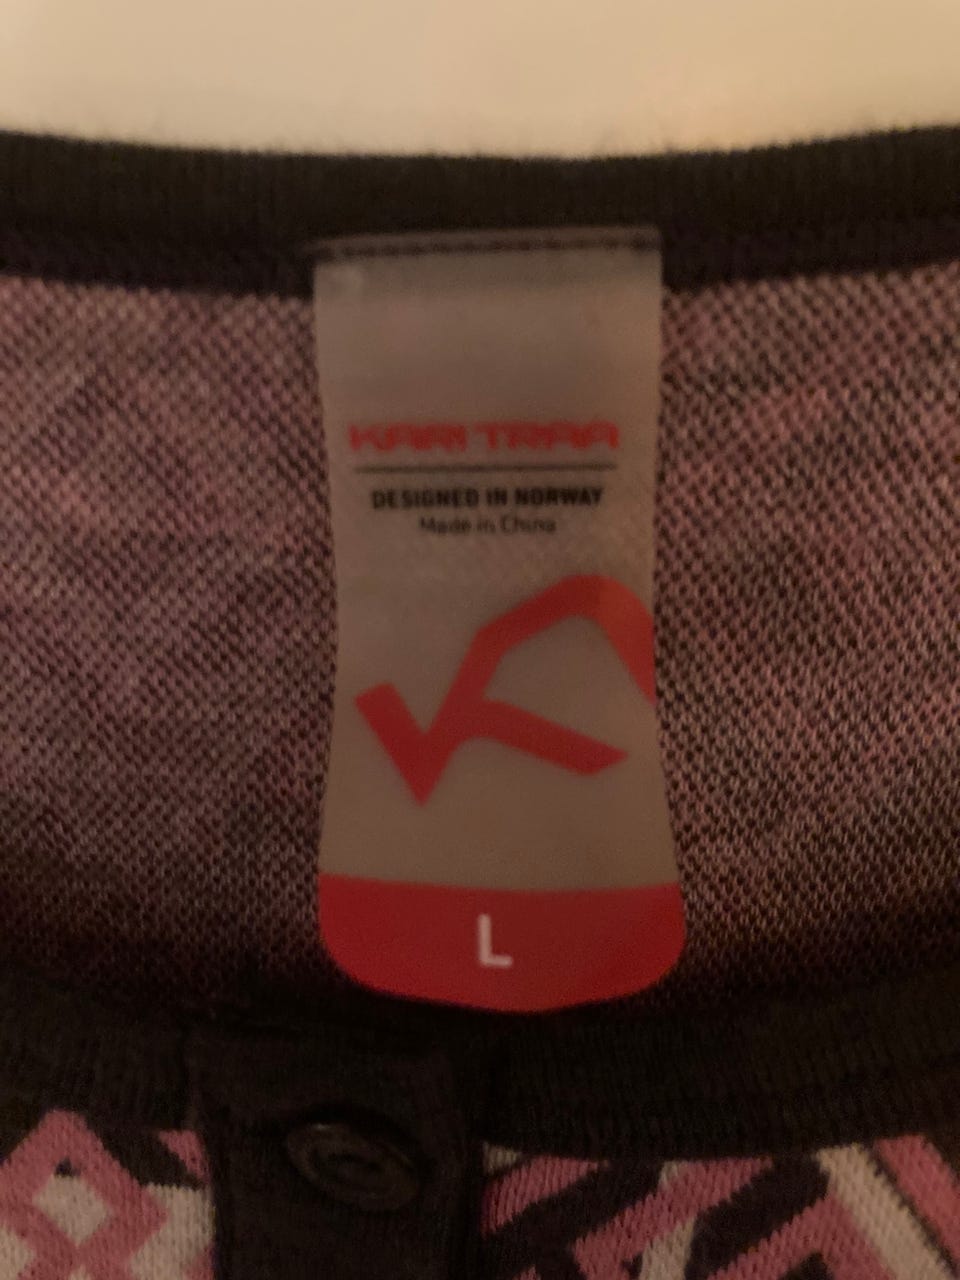 KARI TRAA
DESIGNED IN NORWAY
Made in China
L